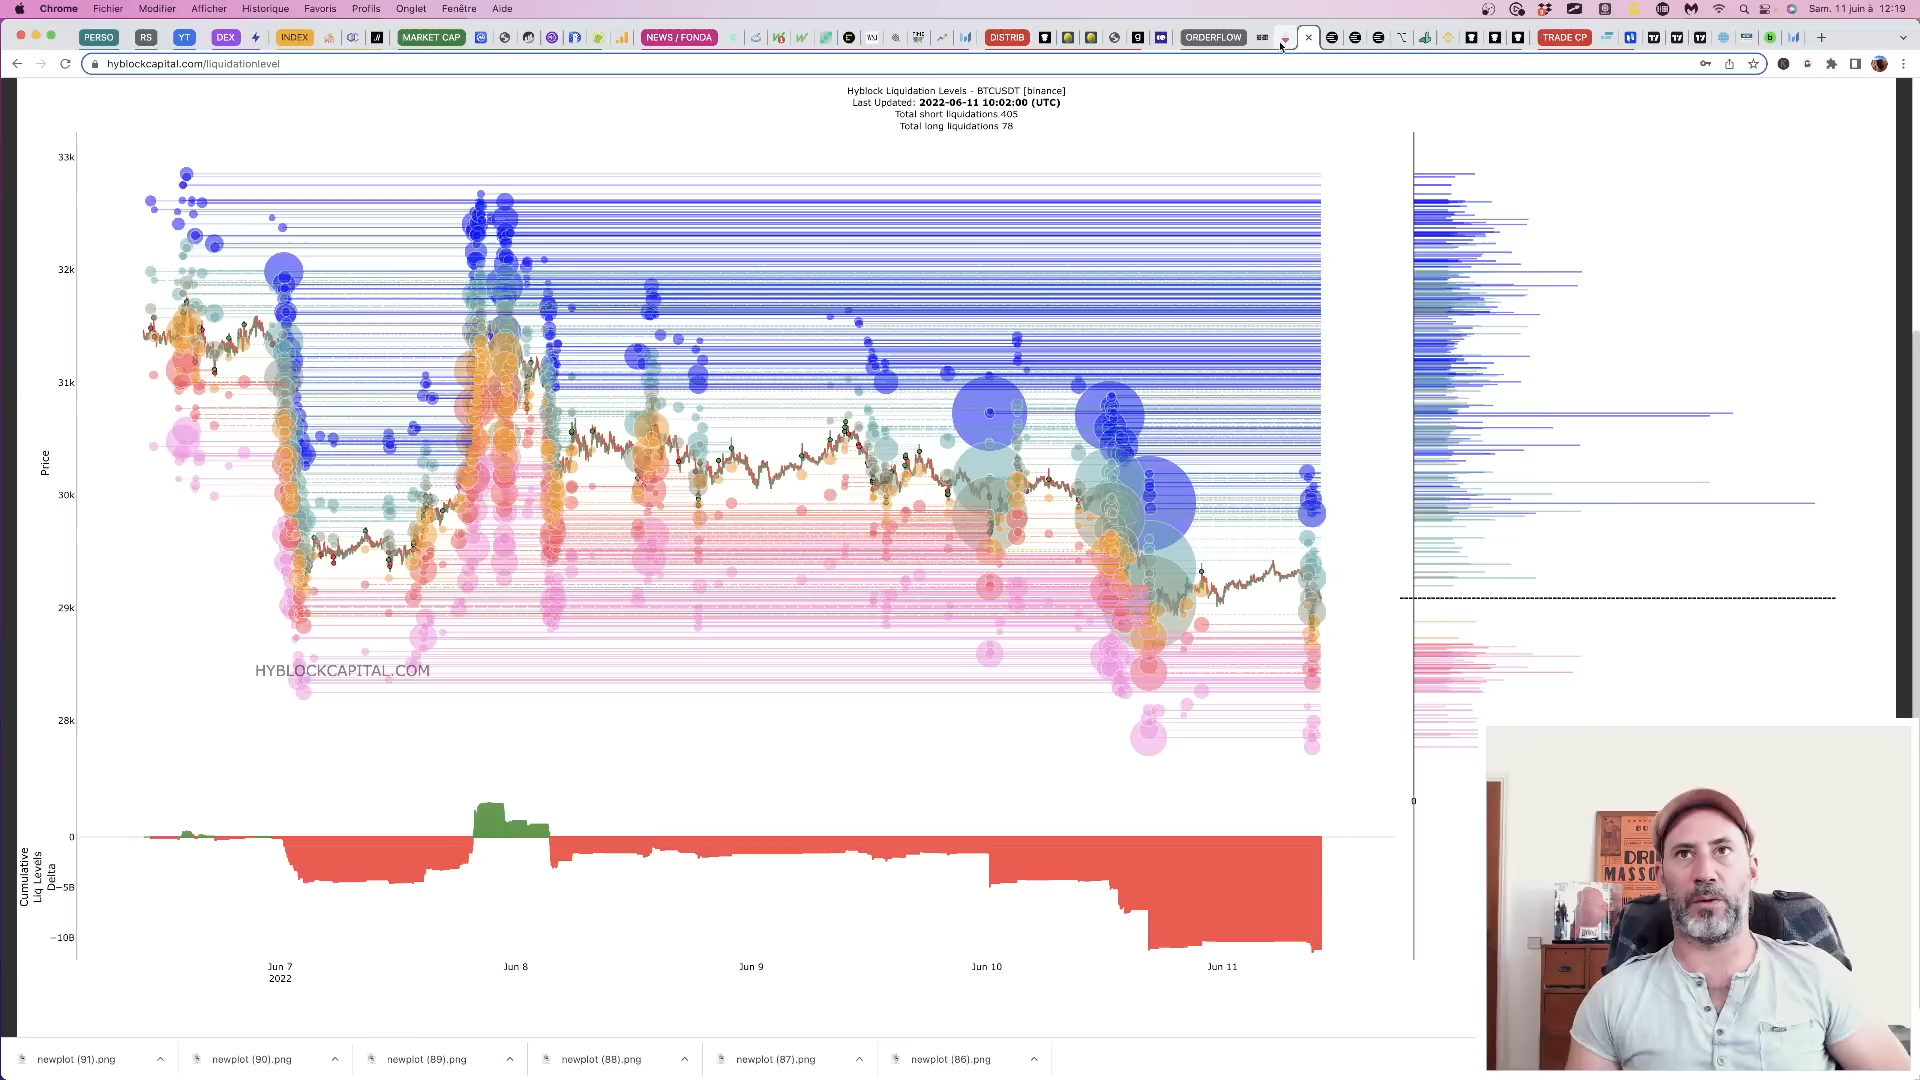 Chrome Fichier Modifier Afficher Historique Favoris Profils Onglet Fenêtre Aide Sam. 11 juin à 12:19
PERSO RS YT DEX INDEX MARKET CAP NEWS / FONDA DISTRIB ORDERFLOW TRADE CP
hyblockcapital.com/liquidationlevel
Hyblock Liquidation Levels - BTCUSDT [binance]
Last Updated: 2022-06-11 10:02:00 (UTC)
Total short liquidations 405
Total long liquidations 78
33k
32k
31k
Price
30k
29k
HYBLOCKCAPITAL.COM
28k
0
0
Cumulative
Liq Levels
Delta
−5B
−10B
Jun 7
2022
Jun 8
Jun 9
Jun 10
Jun 11
DRI
MASSO
newplot (91).png
newplot (90).png
newplot (89).png
newplot (88).png
newplot (87).png
newplot (86).png